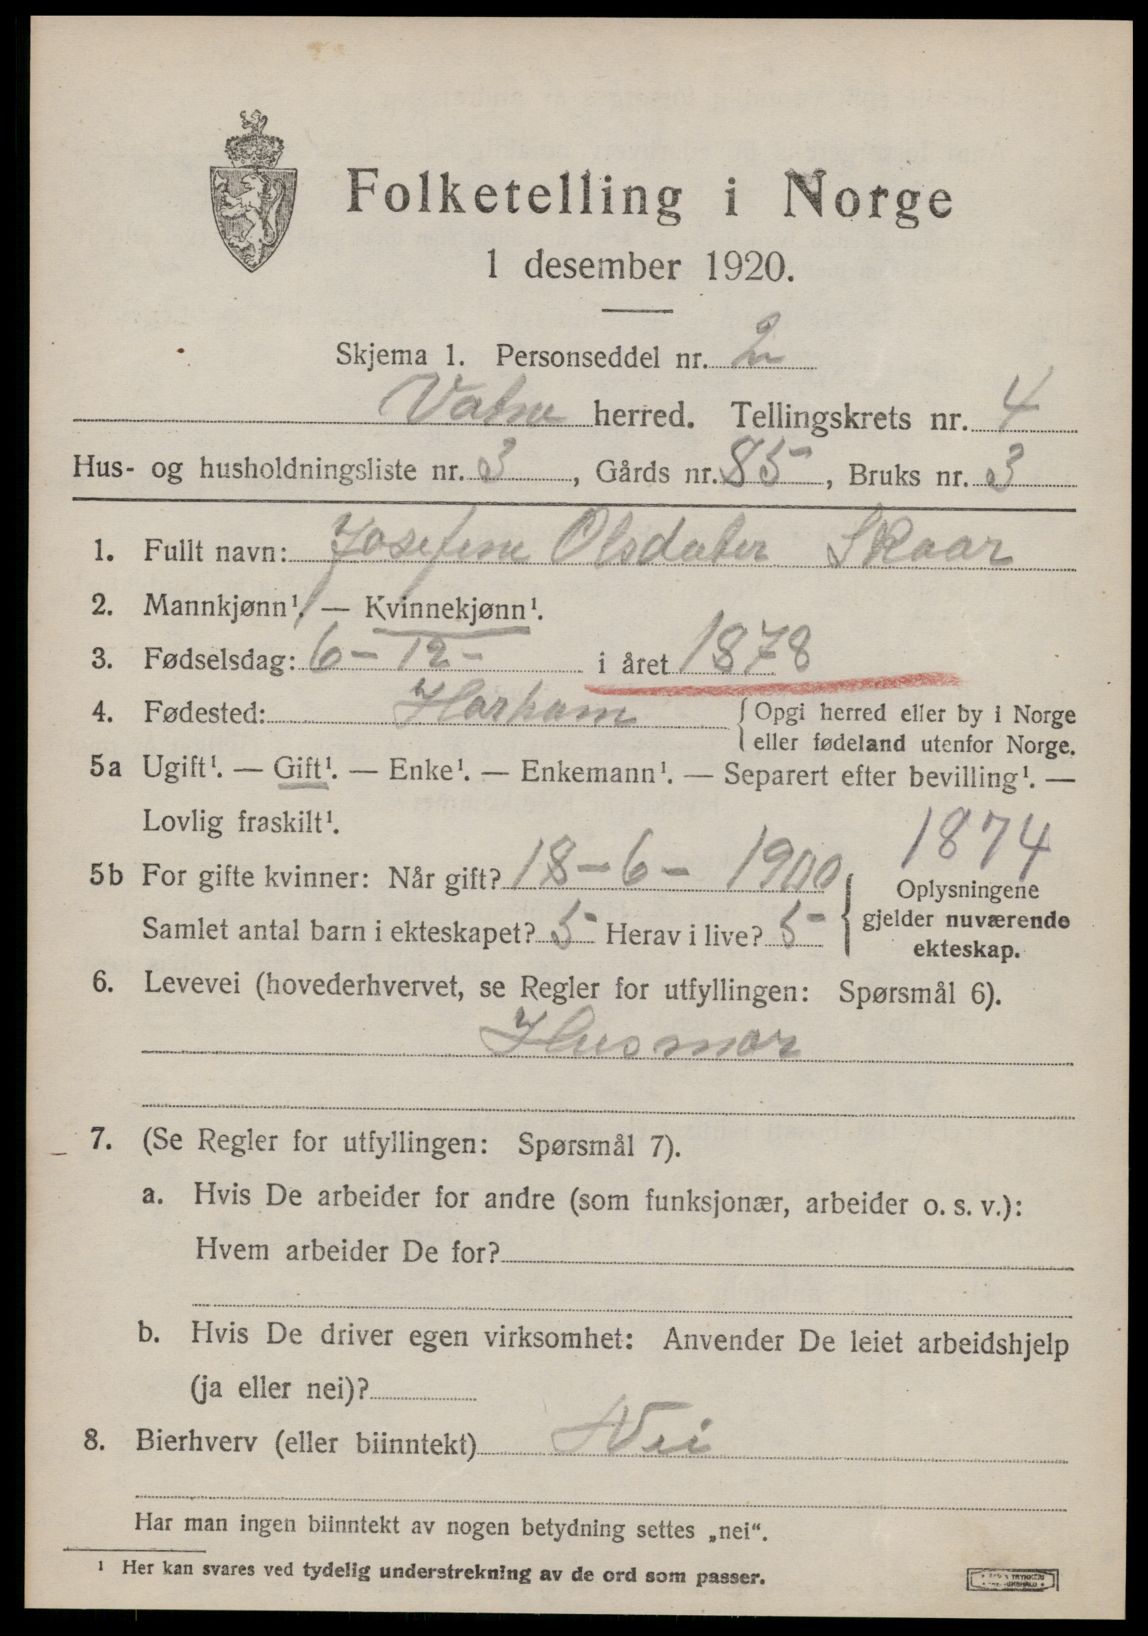 Folketelling i Norge
1 desember 1920.
Skjema 1. Personseddel nr. 2
Vatne herred. Tellingskrets nr. 4
Hus- og husholdningsliste nr. 3, Gårds nr. 85, Bruks nr. 3
1. Fullt navn: Josefine Olsdater Skaar
2. Mannkjønn¹. — Kvinnekjønn¹.
3. Fødselsdag: 6 - 12 - i året 1878
4. Fødested: Harham {Opgi herred eller by i Norge
eller fødeland utenfor Norge.
5a Ugift¹. — Gift¹. — Enke¹. — Enkemann¹. — Separert efter bevilling¹. —
Lovlig fraskilt¹.
1874
5b For gifte kvinner: Når gift? 18 - 6 - 1900
Samlet antal barn i ekteskapet? 5 Herav i live? 5
{Oplysningene
gjelder nuværende
ekteskap.
6. Levevei (hovederhvervet, se Regler for utfyllingen: Spørsmål 6).
Husmor
7. (Se Regler for utfyllingen: Spørsmål 7).
a. Hvis De arbeider for andre (som funksjonær, arbeider o. s. v.):
Hvem arbeider De for?
b. Hvis De driver egen virksomhet: Anvender De leiet arbeidshjelp
(ja eller nei)?
8. Bierhverv (eller biinntekt) Nei
Har man ingen biinntekt av nogen betydning settes „nei“.
¹ Her kan svares ved tydelig understrekning av de ord som passer.